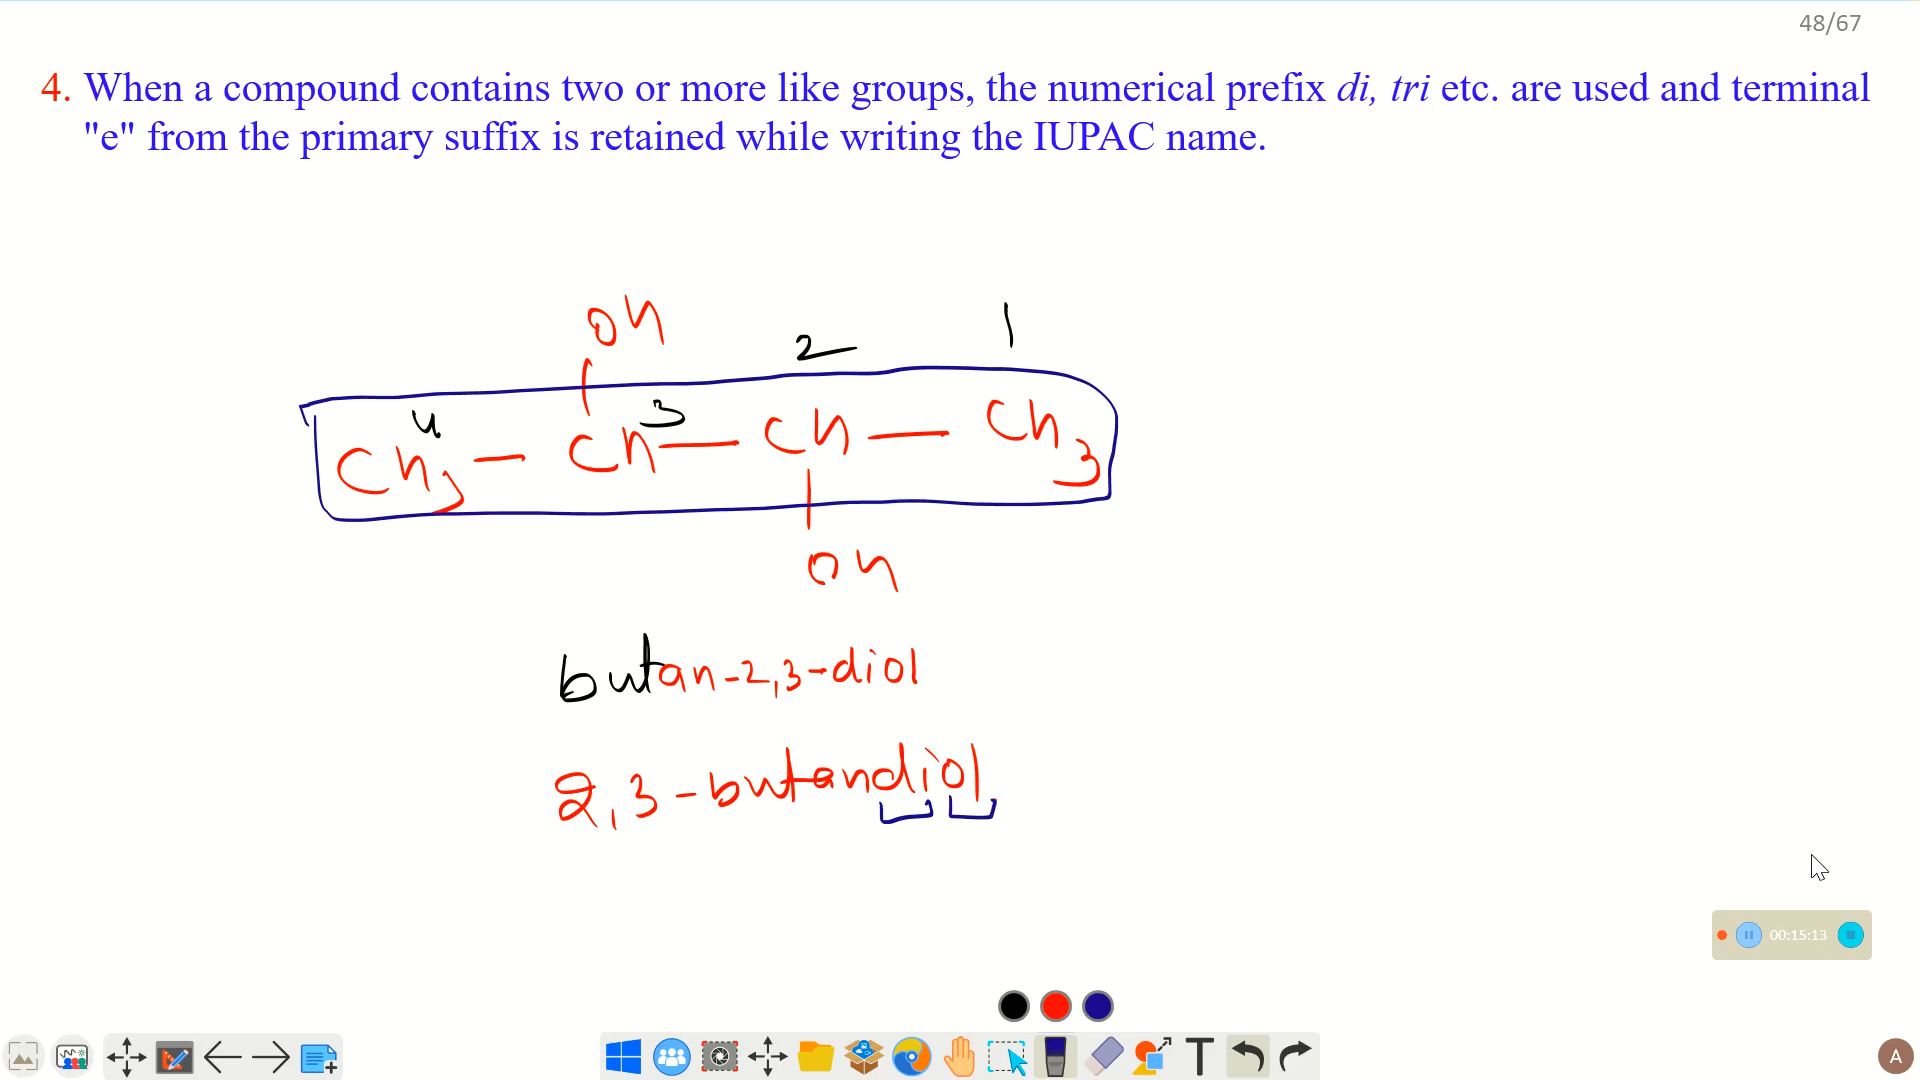 48/67
4. When a compound contains two or more like groups, the numerical prefix di, tri etc. are used and terminal
"e" from the primary suffix is retained while writing the IUPAC name.
OH
2
1
4
3
CH3 — CH — CH — CH3
OH
butan-2,3-diol
2,3-butandiol
00:15:13
T
A